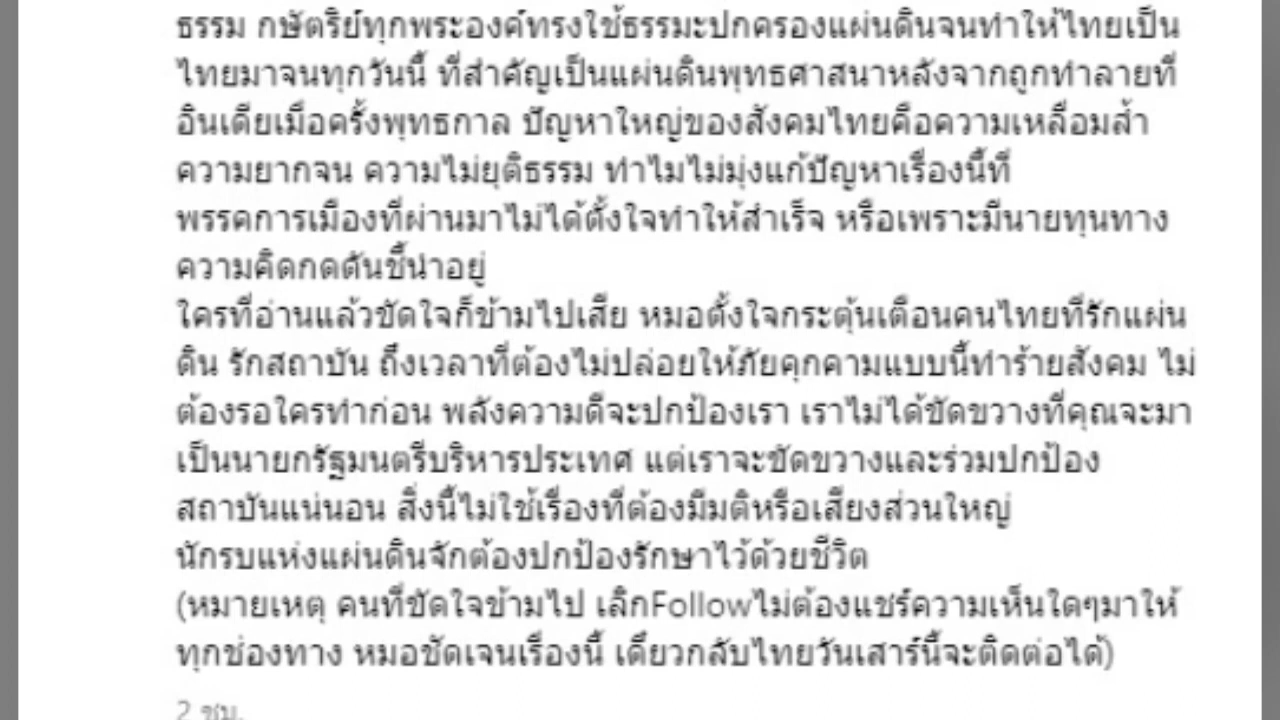 ธรรม กษัตริย์ทุกพระองค์ทรงใช้ธรรมะปกครองแผ่นดินจนทำให้ไทยเป็น
ไทยมาจนทุกวันนี้ ที่สำคัญเป็นแผ่นดินพุทธศาสนาหลังจากถูกทำลายที่
อินเดียเมื่อครั้งพุทธกาล ปัญหาใหญ่ของสังคมไทยคือความเหลื่อมล้ำ
ความยากจน ความไม่ยุติธรรม ทำไมไม่มุ่งแก้ปัญหาเรื่องนี้ที่
พรรคการเมืองที่ผ่านมาไม่ได้ตั้งใจทำให้สำเร็จ หรือเพราะมีนายทุนทาง
ความคิดกดดันชี้นำอยู่
ใครที่อ่านแล้วขัดใจก็ข้ามไปเสีย หมอตั้งใจกระตุ้นเตือนคนไทยที่รักแผ่น
ดิน รักสถาบัน ถึงเวลาที่ต้องไม่ปล่อยให้ภัยคุกคามแบบนี้ทำร้ายสังคม ไม่
ต้องรอใครทำก่อน พลังความดีจะปกป้องเรา เราไม่ได้ขัดขวางที่คุณจะมา
เป็นนายกรัฐมนตรีบริหารประเทศ แต่เราจะขัดขวางและร่วมปกป้อง
สถาบันแน่นอน สิ่งนี้ไม่ใช้เรื่องที่ต้องมีมติหรือเสียงส่วนใหญ่
นักรบแห่งแผ่นดินจักต้องปกป้องรักษาไว้ด้วยชีวิต
(หมายเหตุ คนที่ขัดใจข้ามไป เลิกFollowไม่ต้องแชร์ความเห็นใดๆมาให้
ทุกช่องทาง หมอชัดเจนเรื่องนี้ เดี๋ยวกลับไทยวันเสาร์นี้จะติดต่อได้)
2 ชม.